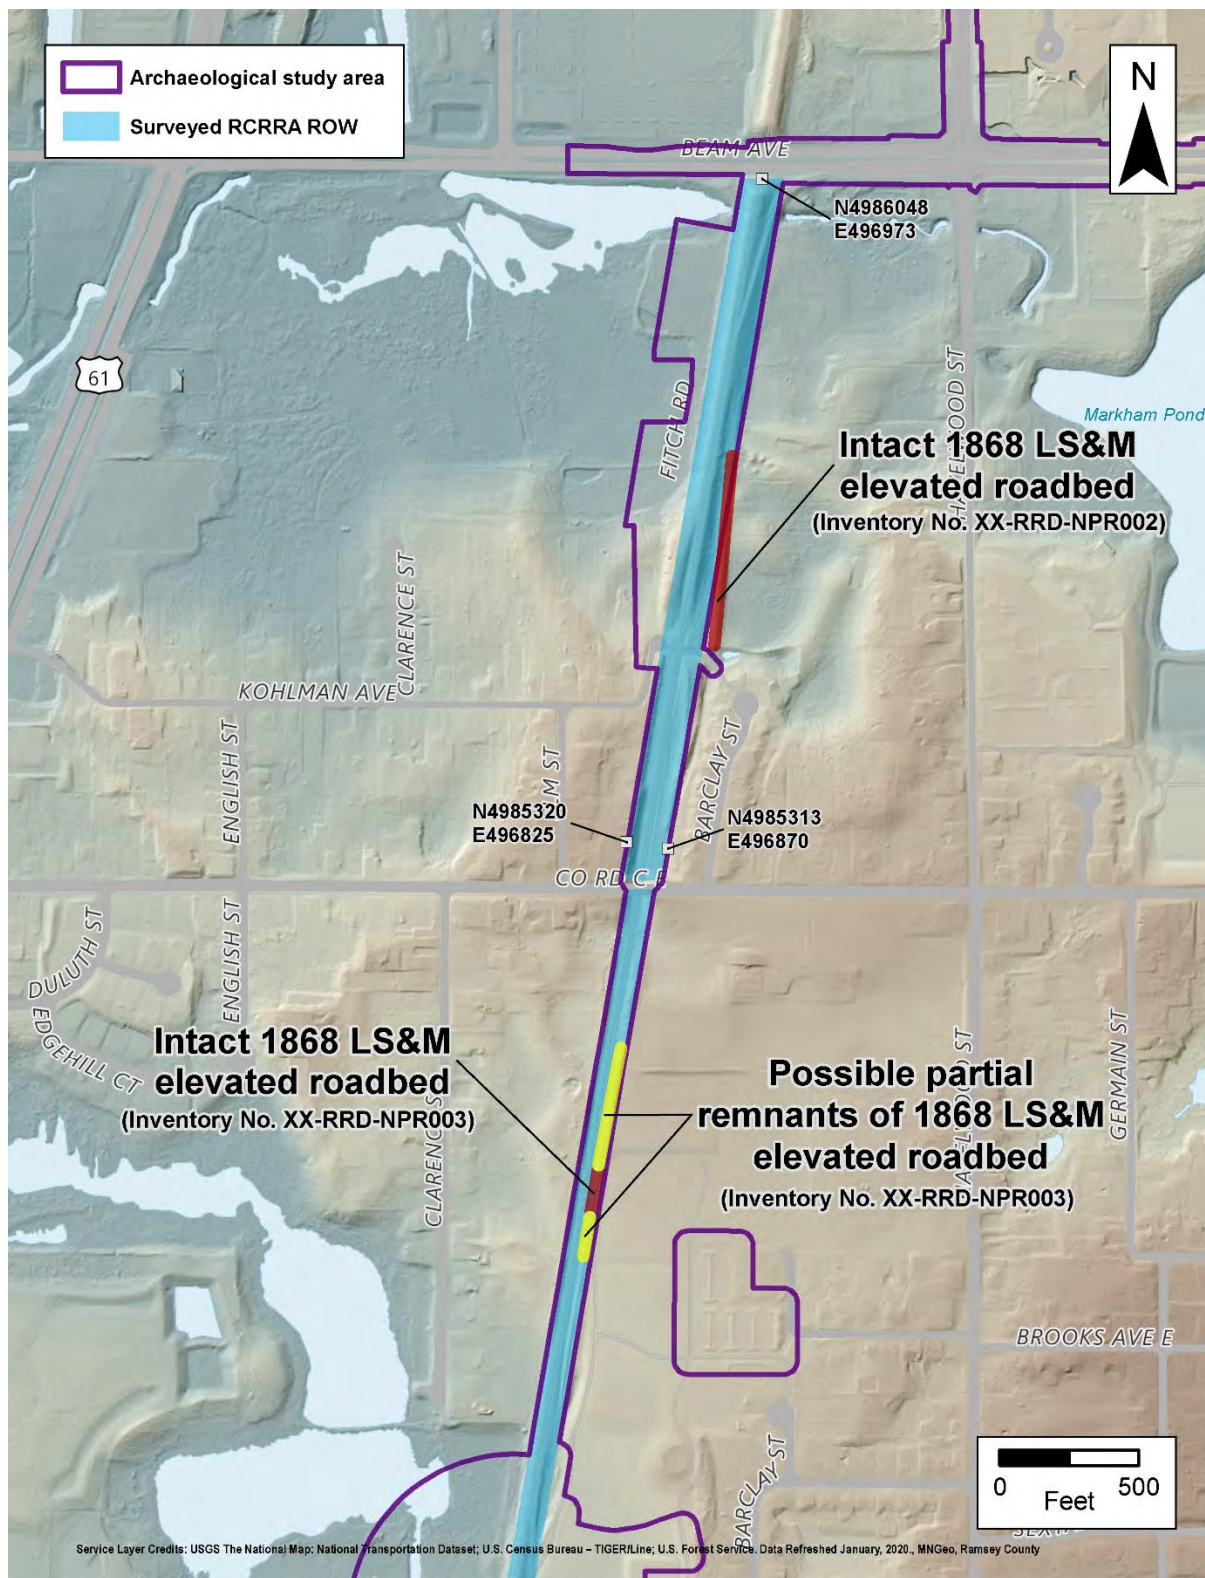 Archaeological study area
Surveyed RCRRA ROW
N
BEAM AVE
N4986048
E496973
61
FITCH RD
Markham Pond
Intact 1868 LS&M
elevated roadbed
(Inventory No. XX-RRD-NPR002)
CLARENCE ST
KOHLMAN AVE
ENGLISH ST
M ST
BARCLAY ST
N4985320
E496825
N4985313
E496870
CO RD C E
DULUTH ST
ENGLISH ST
EDGEHILL CT
GERMAIN ST
Intact 1868 LS&M
elevated roadbed
(Inventory No. XX-RRD-NPR003)
Possible partial
remnants of 1868 LS&M
elevated roadbed
(Inventory No. XX-RRD-NPR003)
BROOKS AVE E
BARCLAY ST
0 500
Feet
Service Layer Credits: USGS The National Map: National Transportation Dataset; U.S. Census Bureau – TIGER/Line; U.S. Forest Service. Data Refreshed January, 2020., MNGeo, Ramsey County